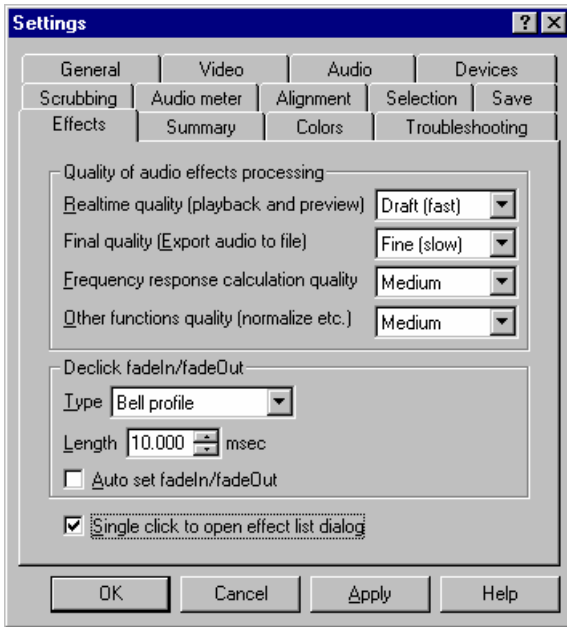 Settings
General Video Audio Devices
Scrubbing Audio meter Alignment Selection Save
Effects Summary Colors Troubleshooting
Quality of audio effects processing
Realtime quality (playback and preview) Draft (fast)
Final quality (Export audio to file) Fine (slow)
Frequency response calculation quality Medium
Other functions quality (normalize etc.) Medium
Declick fadeIn/fadeOut
Type Bell profile
Length 10.000 msec
Auto set fadeIn/fadeOut
Single click to open effect list dialog
OK Cancel Apply Help